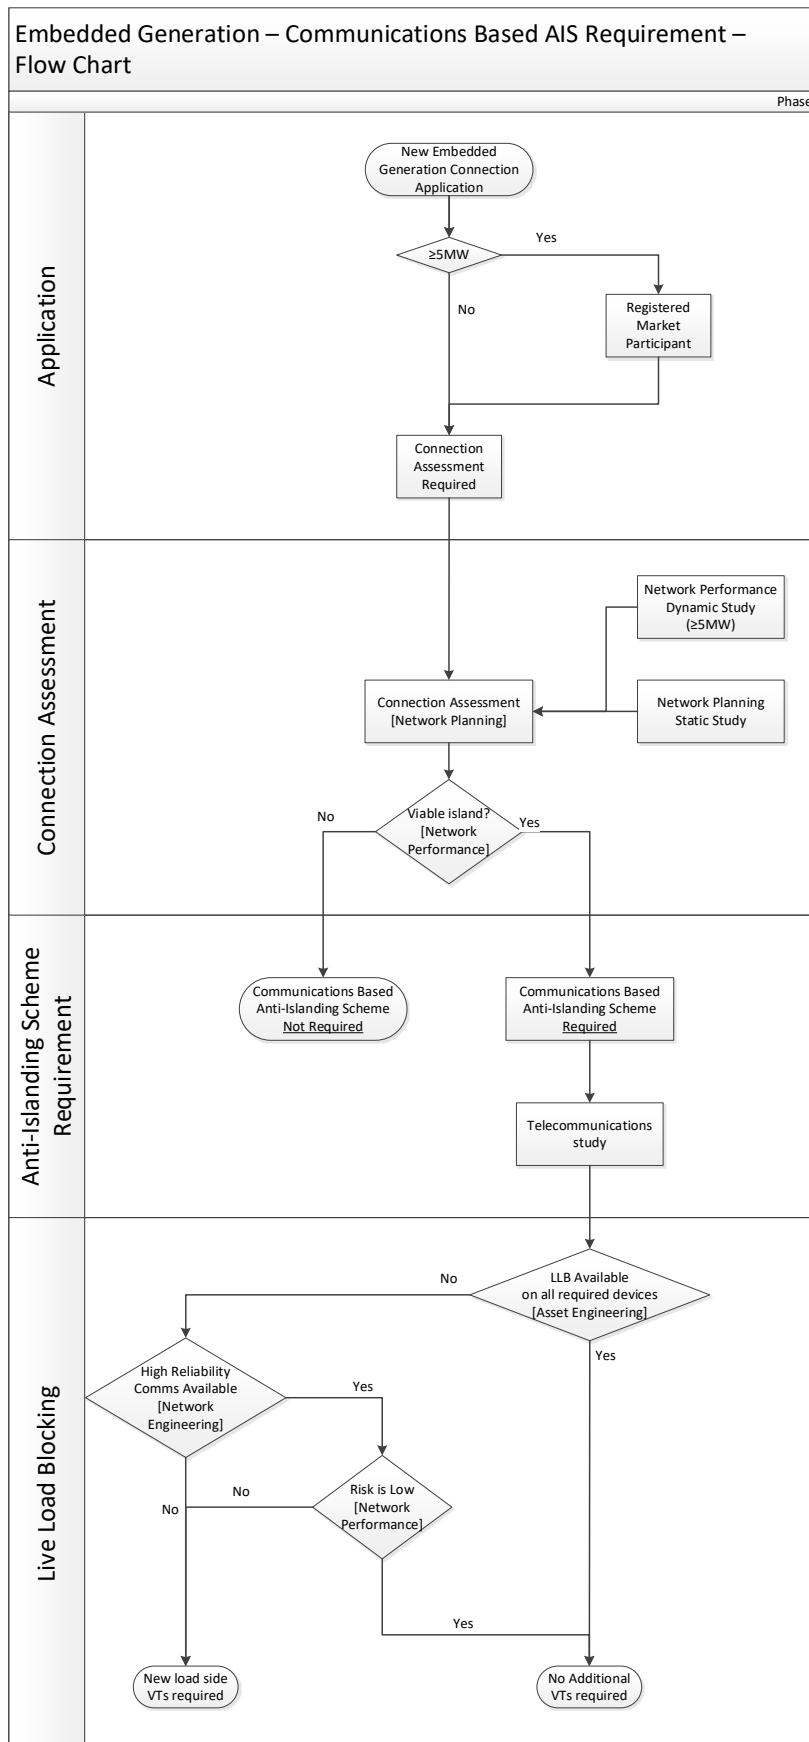 Embedded Generation – Communications Based AIS Requirement –
Flow Chart
Phase
Application
New Embedded
Generation Connection
Application
≥5MW
Yes
No
Registered
Market
Participant
Connection
Assessment
Required
Connection Assessment
Network Performance
Dynamic Study
(≥5MW)
Connection Assessment
[Network Planning]
Network Planning
Static Study
Viable island?
[Network
Performance]
No
Yes
Anti-Islanding Scheme
Requirement
Communications Based
Anti-Islanding Scheme
Not Required
Communications Based
Anti-Islanding Scheme
Required
Telecommunications
study
Live Load Blocking
LLB Available
on all required devices
[Asset Engineering]
No
Yes
High Reliability
Comms Available
[Network
Engineering]
Yes
No
Risk is Low
[Network
Performance]
No
Yes
New load side
VTs required
No Additional
VTs required